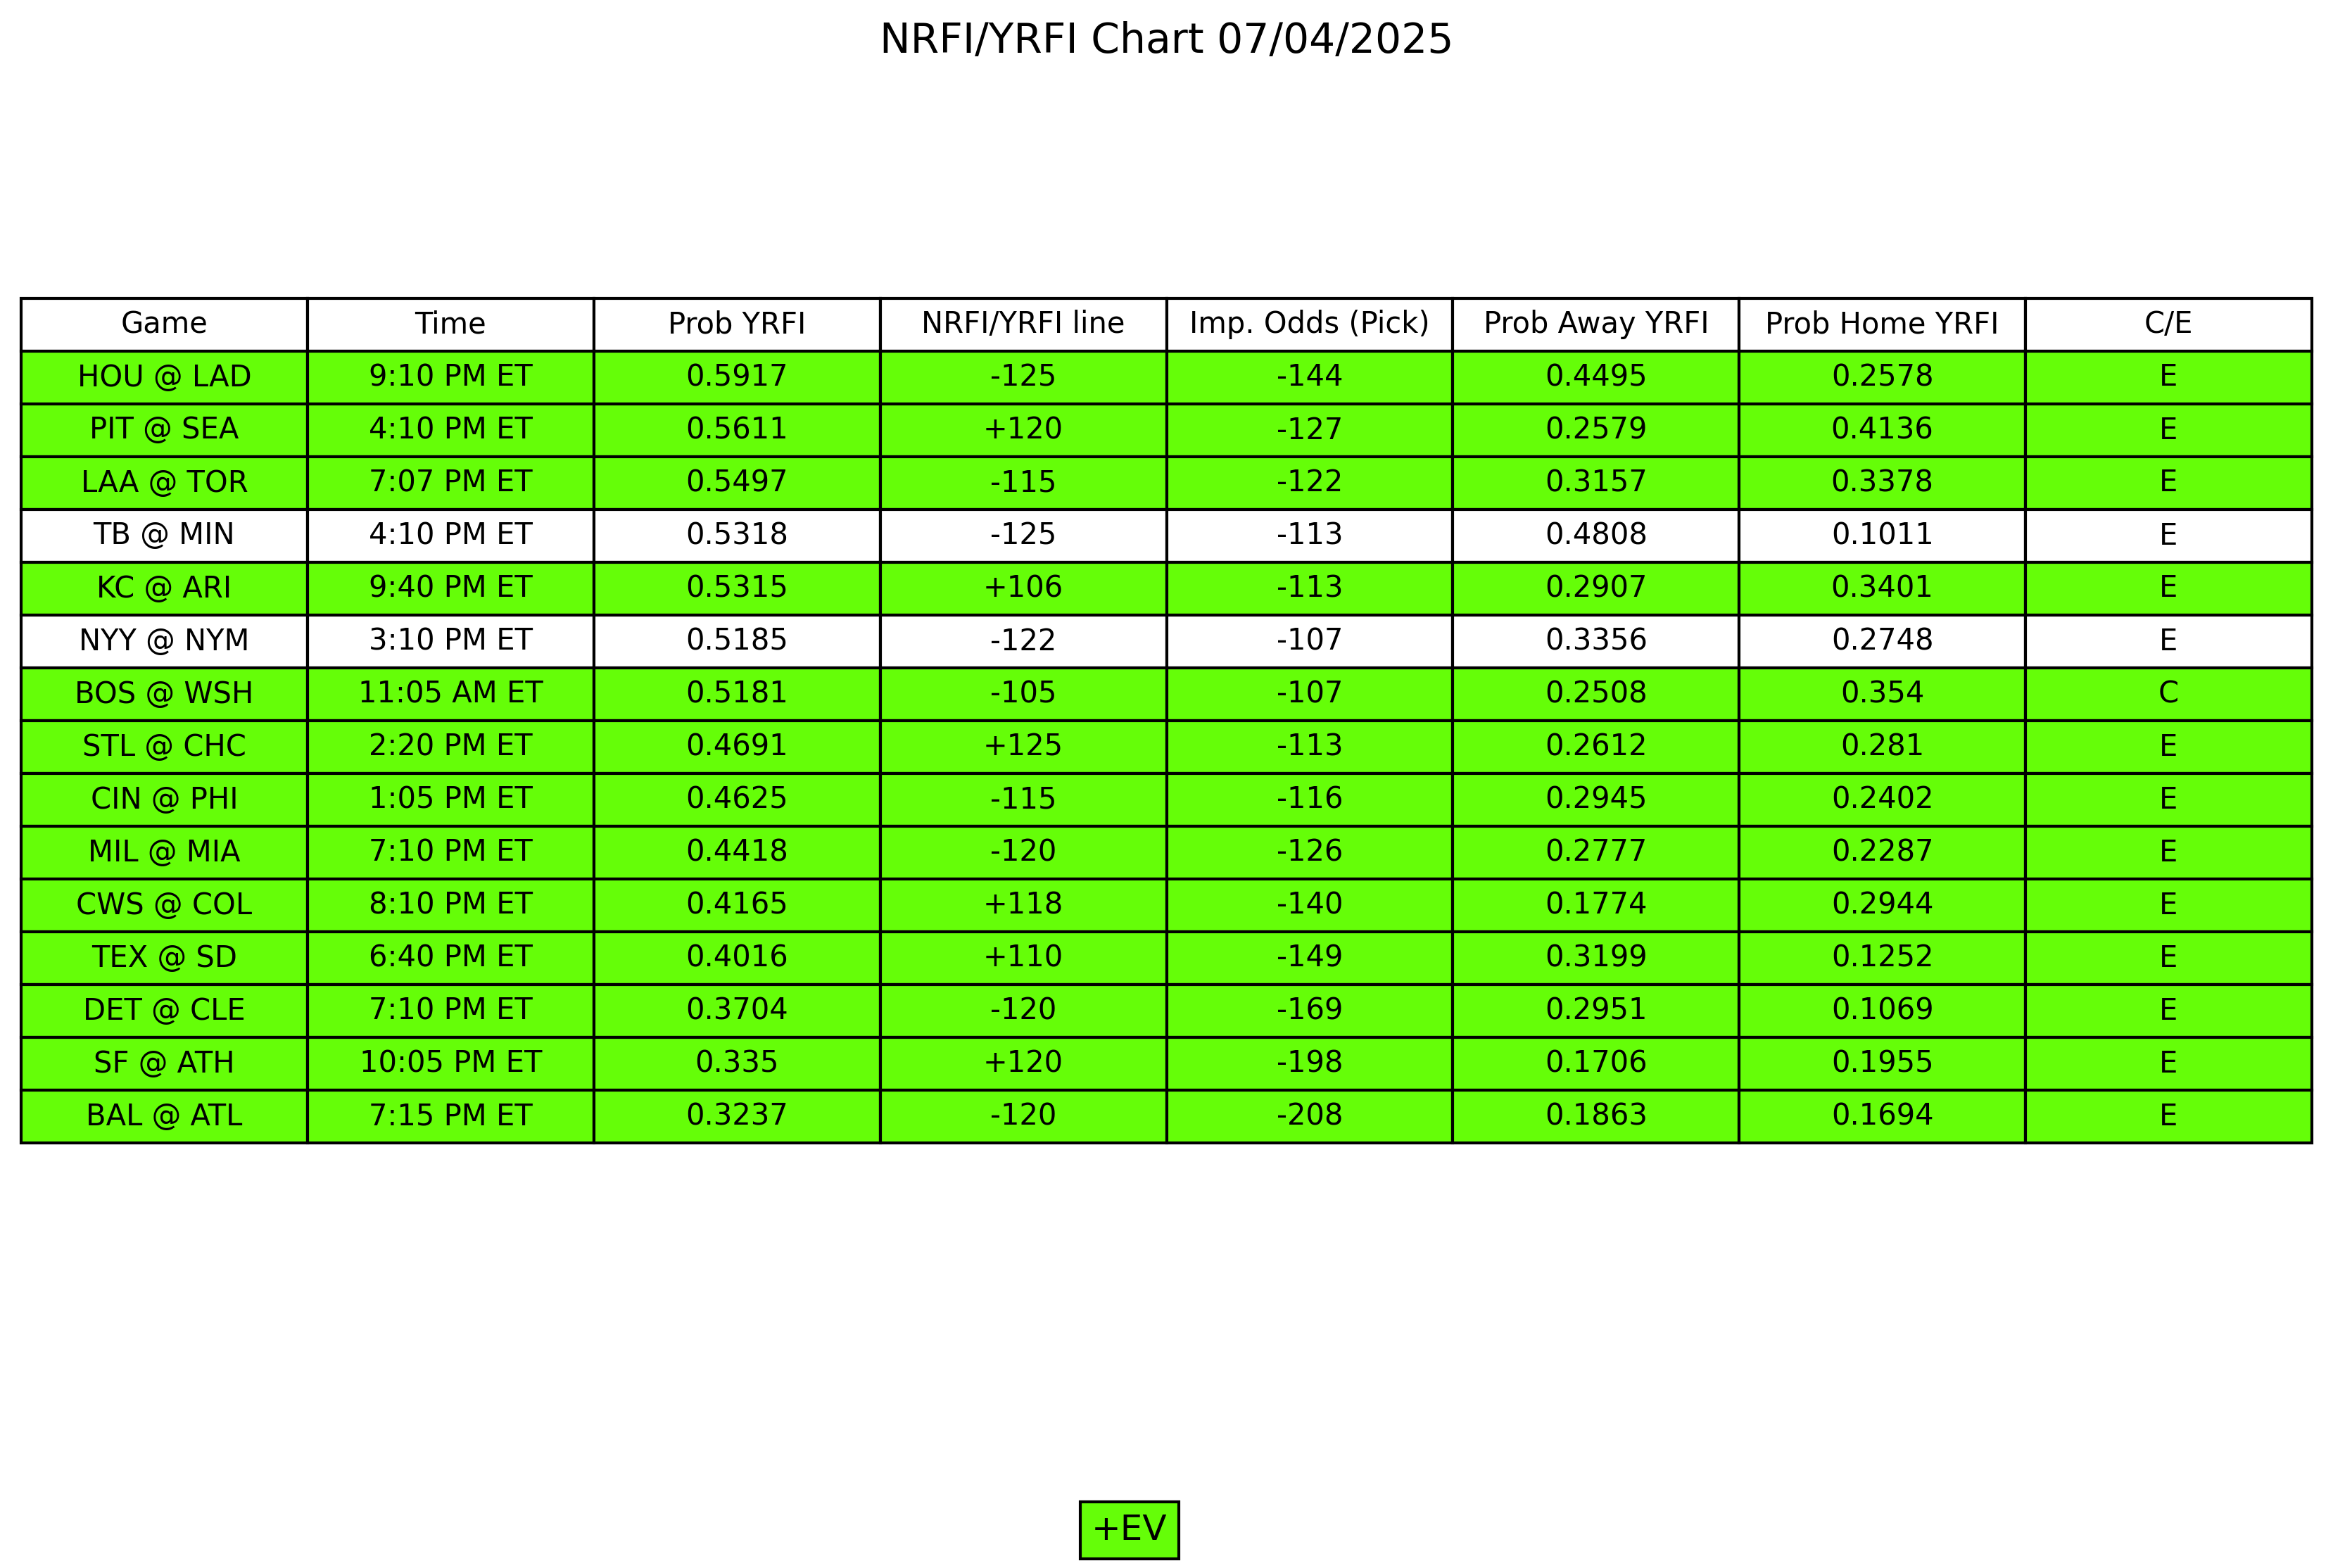 NRFI/YRFI Chart 07/04/2025
Game Time Prob YRFI NRFI/YRFI line Imp. Odds (Pick) Prob Away YRFI Prob Home YRFI C/E
HOU @ LAD 9:10 PM ET 0.5917 -125 -144 0.4495 0.2578 E
PIT @ SEA 4:10 PM ET 0.5611 +120 -127 0.2579 0.4136 E
LAA @ TOR 7:07 PM ET 0.5497 -115 -122 0.3157 0.3378 E
TB @ MIN 4:10 PM ET 0.5318 -125 -113 0.4808 0.1011 E
KC @ ARI 9:40 PM ET 0.5315 +106 -113 0.2907 0.3401 E
NYY @ NYM 3:10 PM ET 0.5185 -122 -107 0.3356 0.2748 E
BOS @ WSH 11:05 AM ET 0.5181 -105 -107 0.2508 0.354 C
STL @ CHC 2:20 PM ET 0.4691 +125 -113 0.2612 0.281 E
CIN @ PHI 1:05 PM ET 0.4625 -115 -116 0.2945 0.2402 E
MIL @ MIA 7:10 PM ET 0.4418 -120 -126 0.2777 0.2287 E
CWS @ COL 8:10 PM ET 0.4165 +118 -140 0.1774 0.2944 E
TEX @ SD 6:40 PM ET 0.4016 +110 -149 0.3199 0.1252 E
DET @ CLE 7:10 PM ET 0.3704 -120 -169 0.2951 0.1069 E
SF @ ATH 10:05 PM ET 0.335 +120 -198 0.1706 0.1955 E
BAL @ ATL 7:15 PM ET 0.3237 -120 -208 0.1863 0.1694 E
+EV